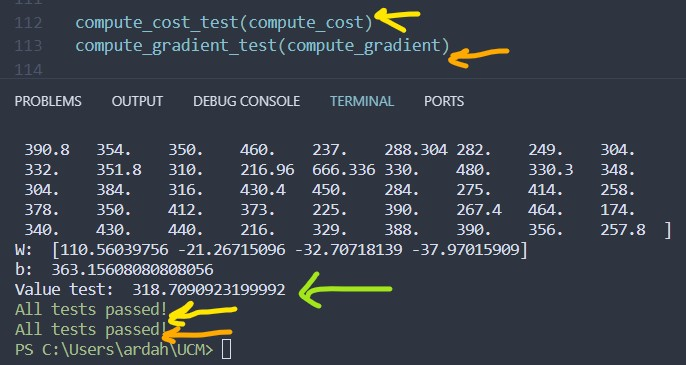 112 compute_cost_test(compute_cost)
113 compute_gradient_test(compute_gradient)
114
PROBLEMS OUTPUT DEBUG CONSOLE TERMINAL PORTS
390.8 354. 350. 460. 237. 288.304 282. 249. 304.
332. 351.8 310. 216.96 666.336 330. 480. 330.3 348.
304. 384. 316. 430.4 450. 284. 275. 414. 258.
378. 350. 412. 373. 225. 390. 267.4 464. 174.
340. 430. 440. 216. 329. 388. 390. 356. 257.8 ]
W: [110.56039756 -21.26715096 -32.70718139 -37.97015909]
b: 363.15608080808056
Value test: 318.7090923199992
All tests passed!
All tests passed!
PS C:\Users\ardah\UCM>